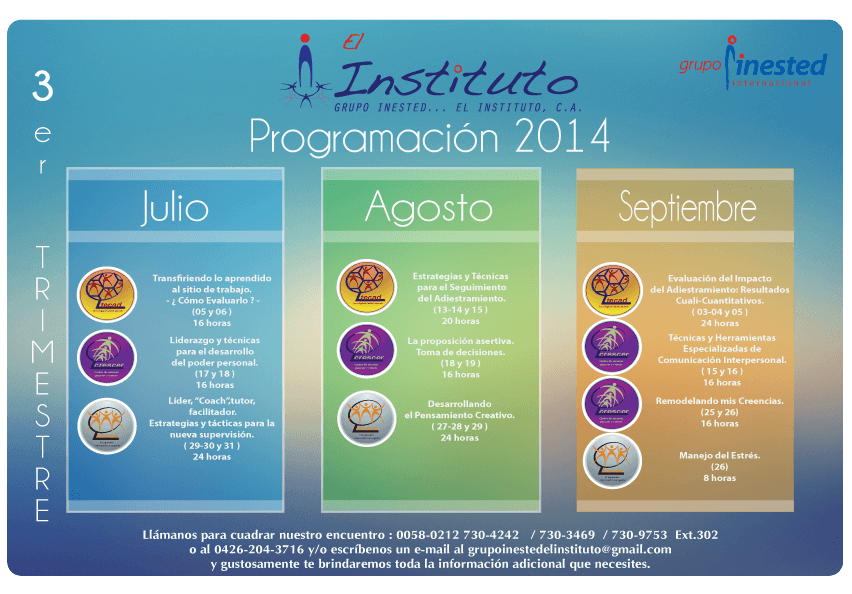 El
Instituto
GRUPO INESTED... EL INSTITUTO, C.A.
grupo inested
internacional
Programación 2014
3
er
TRIMESTRE
Julio
Transfiriendo lo aprendido
al sitio de trabajo.
- ¿ Cómo Evaluarlo ? -
(05 y 06 )
16 horas
Liderazgo y técnicas
para el desarrollo
del poder personal.
(17 y 18 )
16 horas
Líder, “Coach”,tutor,
facilitador.
Estrategias y tácticas para la
nueva supervisión.
( 29-30 y 31 )
24 horas
Agosto
Estrategias y Técnicas
para el Seguimiento
del Adiestramiento.
(13-14 y 15 )
20 horas
La proposición asertiva.
Toma de decisiones.
(18 y 19 )
16 horas
Desarrollando
el Pensamiento Creativo.
( 27-28 y 29 )
24 horas
Septiembre
Evaluación del Impacto
del Adiestramiento: Resultados
Cuali-Cuantitativos.
( 03-04 y 05 )
24 horas
Técnicas y Herramientas
Especializadas de
Comunicación Interpersonal.
( 15 y 16 )
16 horas
Remodelando mis Creencias.
(25 y 26)
16 horas
Manejo del Estrés.
(26)
8 horas
Llámanos para cuadrar nuestro encuentro : 0058-0212 730-4242 / 730-3469 / 730-9753 Ext.302
o al 0426-204-3716 y/o escríbenos un e-mail al grupoinestedelinstituto@gmail.com
y gustosamente te brindaremos toda la información adicional que necesites.